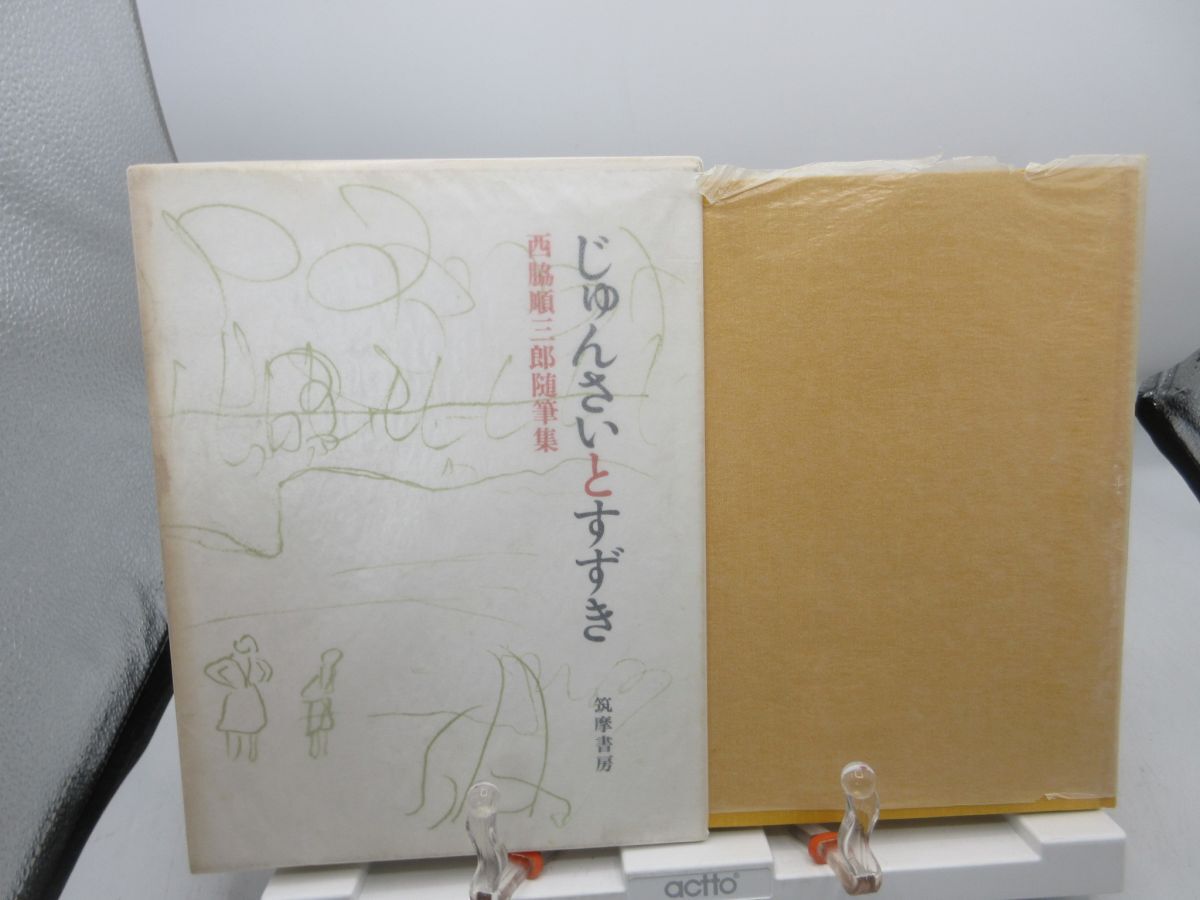 じゅんさいとすずき
西脇順三郎随筆集
筑摩書房
actto